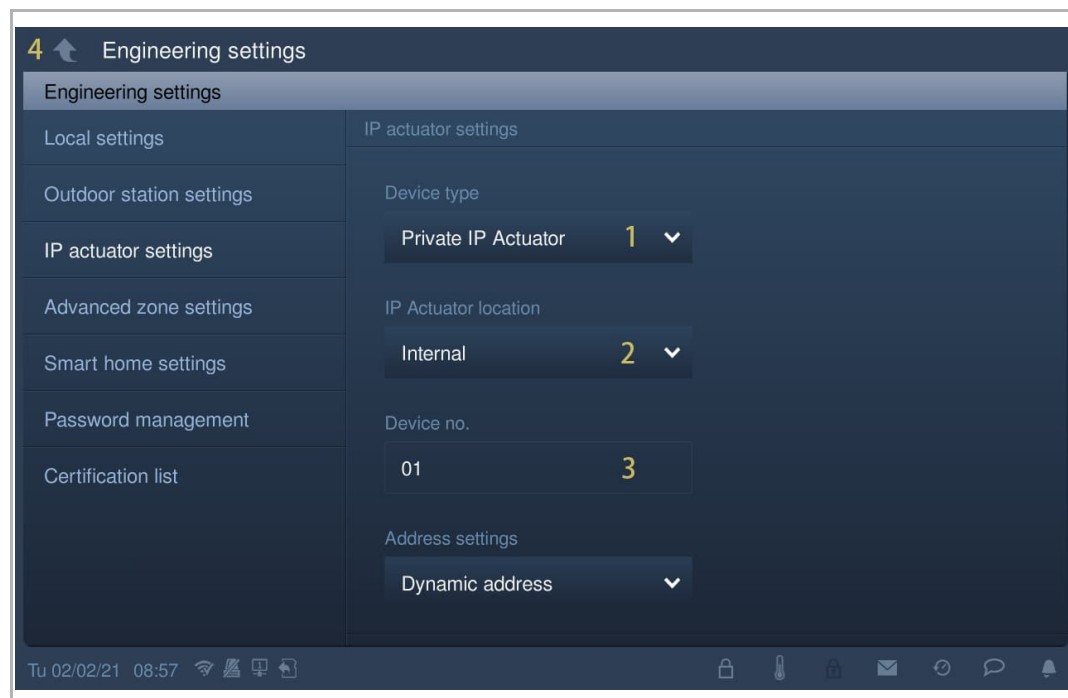 4 Engineering settings
Engineering settings
Local settings
Outdoor station settings
IP actuator settings
Advanced zone settings
Smart home settings
Password management
Certification list
IP actuator settings
Device type
Private IP Actuator 1
IP Actuator location
Internal 2
Device no.
01 3
Address settings
Dynamic address
Tu 02/02/21 08:57